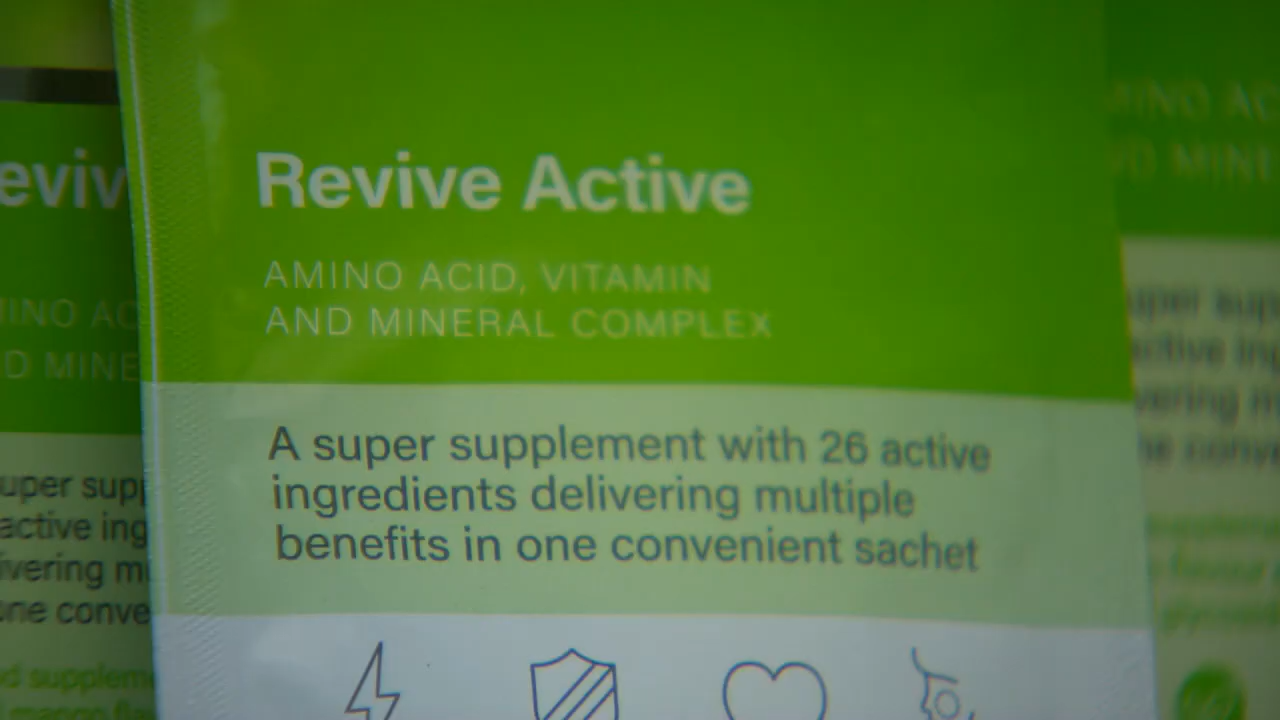 Revive Active
AMINO ACID, VITAMIN
AND MINERAL COMPLEX
A super supplement with 26 active
ingredients delivering multiple
benefits in one convenient sachet